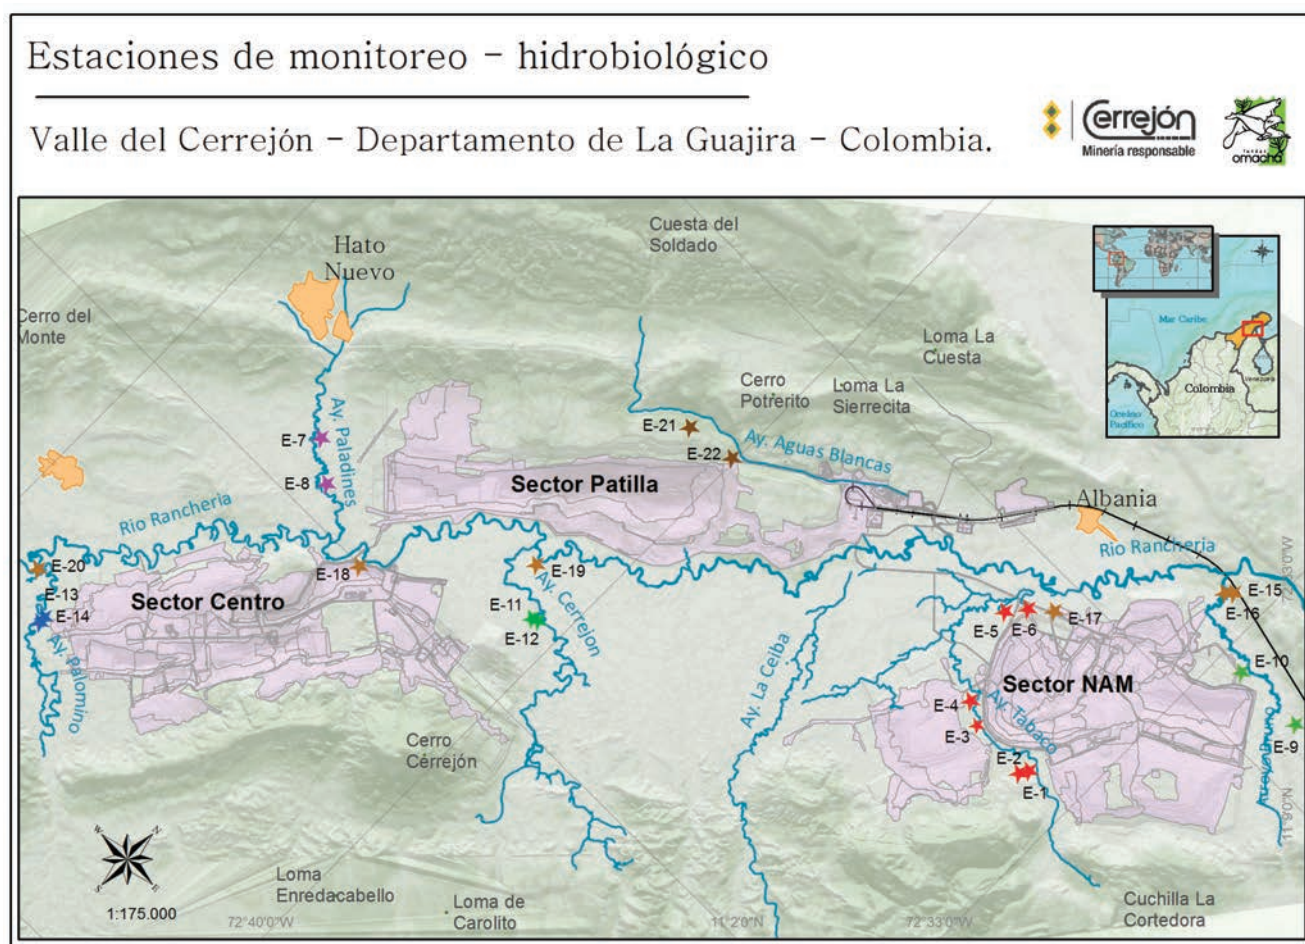 Estaciones de monitoreo – hidrobiológico
Valle del Cerrejón – Departamento de La Guajira – Colombia.
Cerrejón
Minería responsable
omacha
Cuesta del
Soldado
Hato
Nuevo
Cerro del
Monte
Loma La
Cuesta
Mar Caribe
Colombia
Venezuela
Océano
Pacífico
Cerro
Potrerito
Loma La
Sierrecita
E-21
E-7
Ay. Paladines
Ay. Aguas Blancas
E-22
E-8
Sector Patilla
Albania
Rio Rancheria
Rio Rancheria
E-20
E-18
E-19
E-13
E-14
Sector Centro
E-11
E-12
Ay. Cerrejon
E-15
E-16
E-5
E-6
E-17
E-10
Ay. Palomino
Ay. La Ceiba
Sector NAM
E-4
Ay. Tabaco
E-3
E-9
Cerro
Cerrejón
E-2
E-1
11°9'0"N
N
E
S
W
1:175.000
Loma
Enredacabello
Loma de
Carolito
Cuchilla La
Cortedora
72°40'0"W
11°2'0"N
72°33'0"W